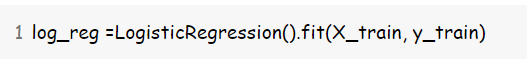 1 log_reg =LogisticRegression().fit(X_train, y_train)